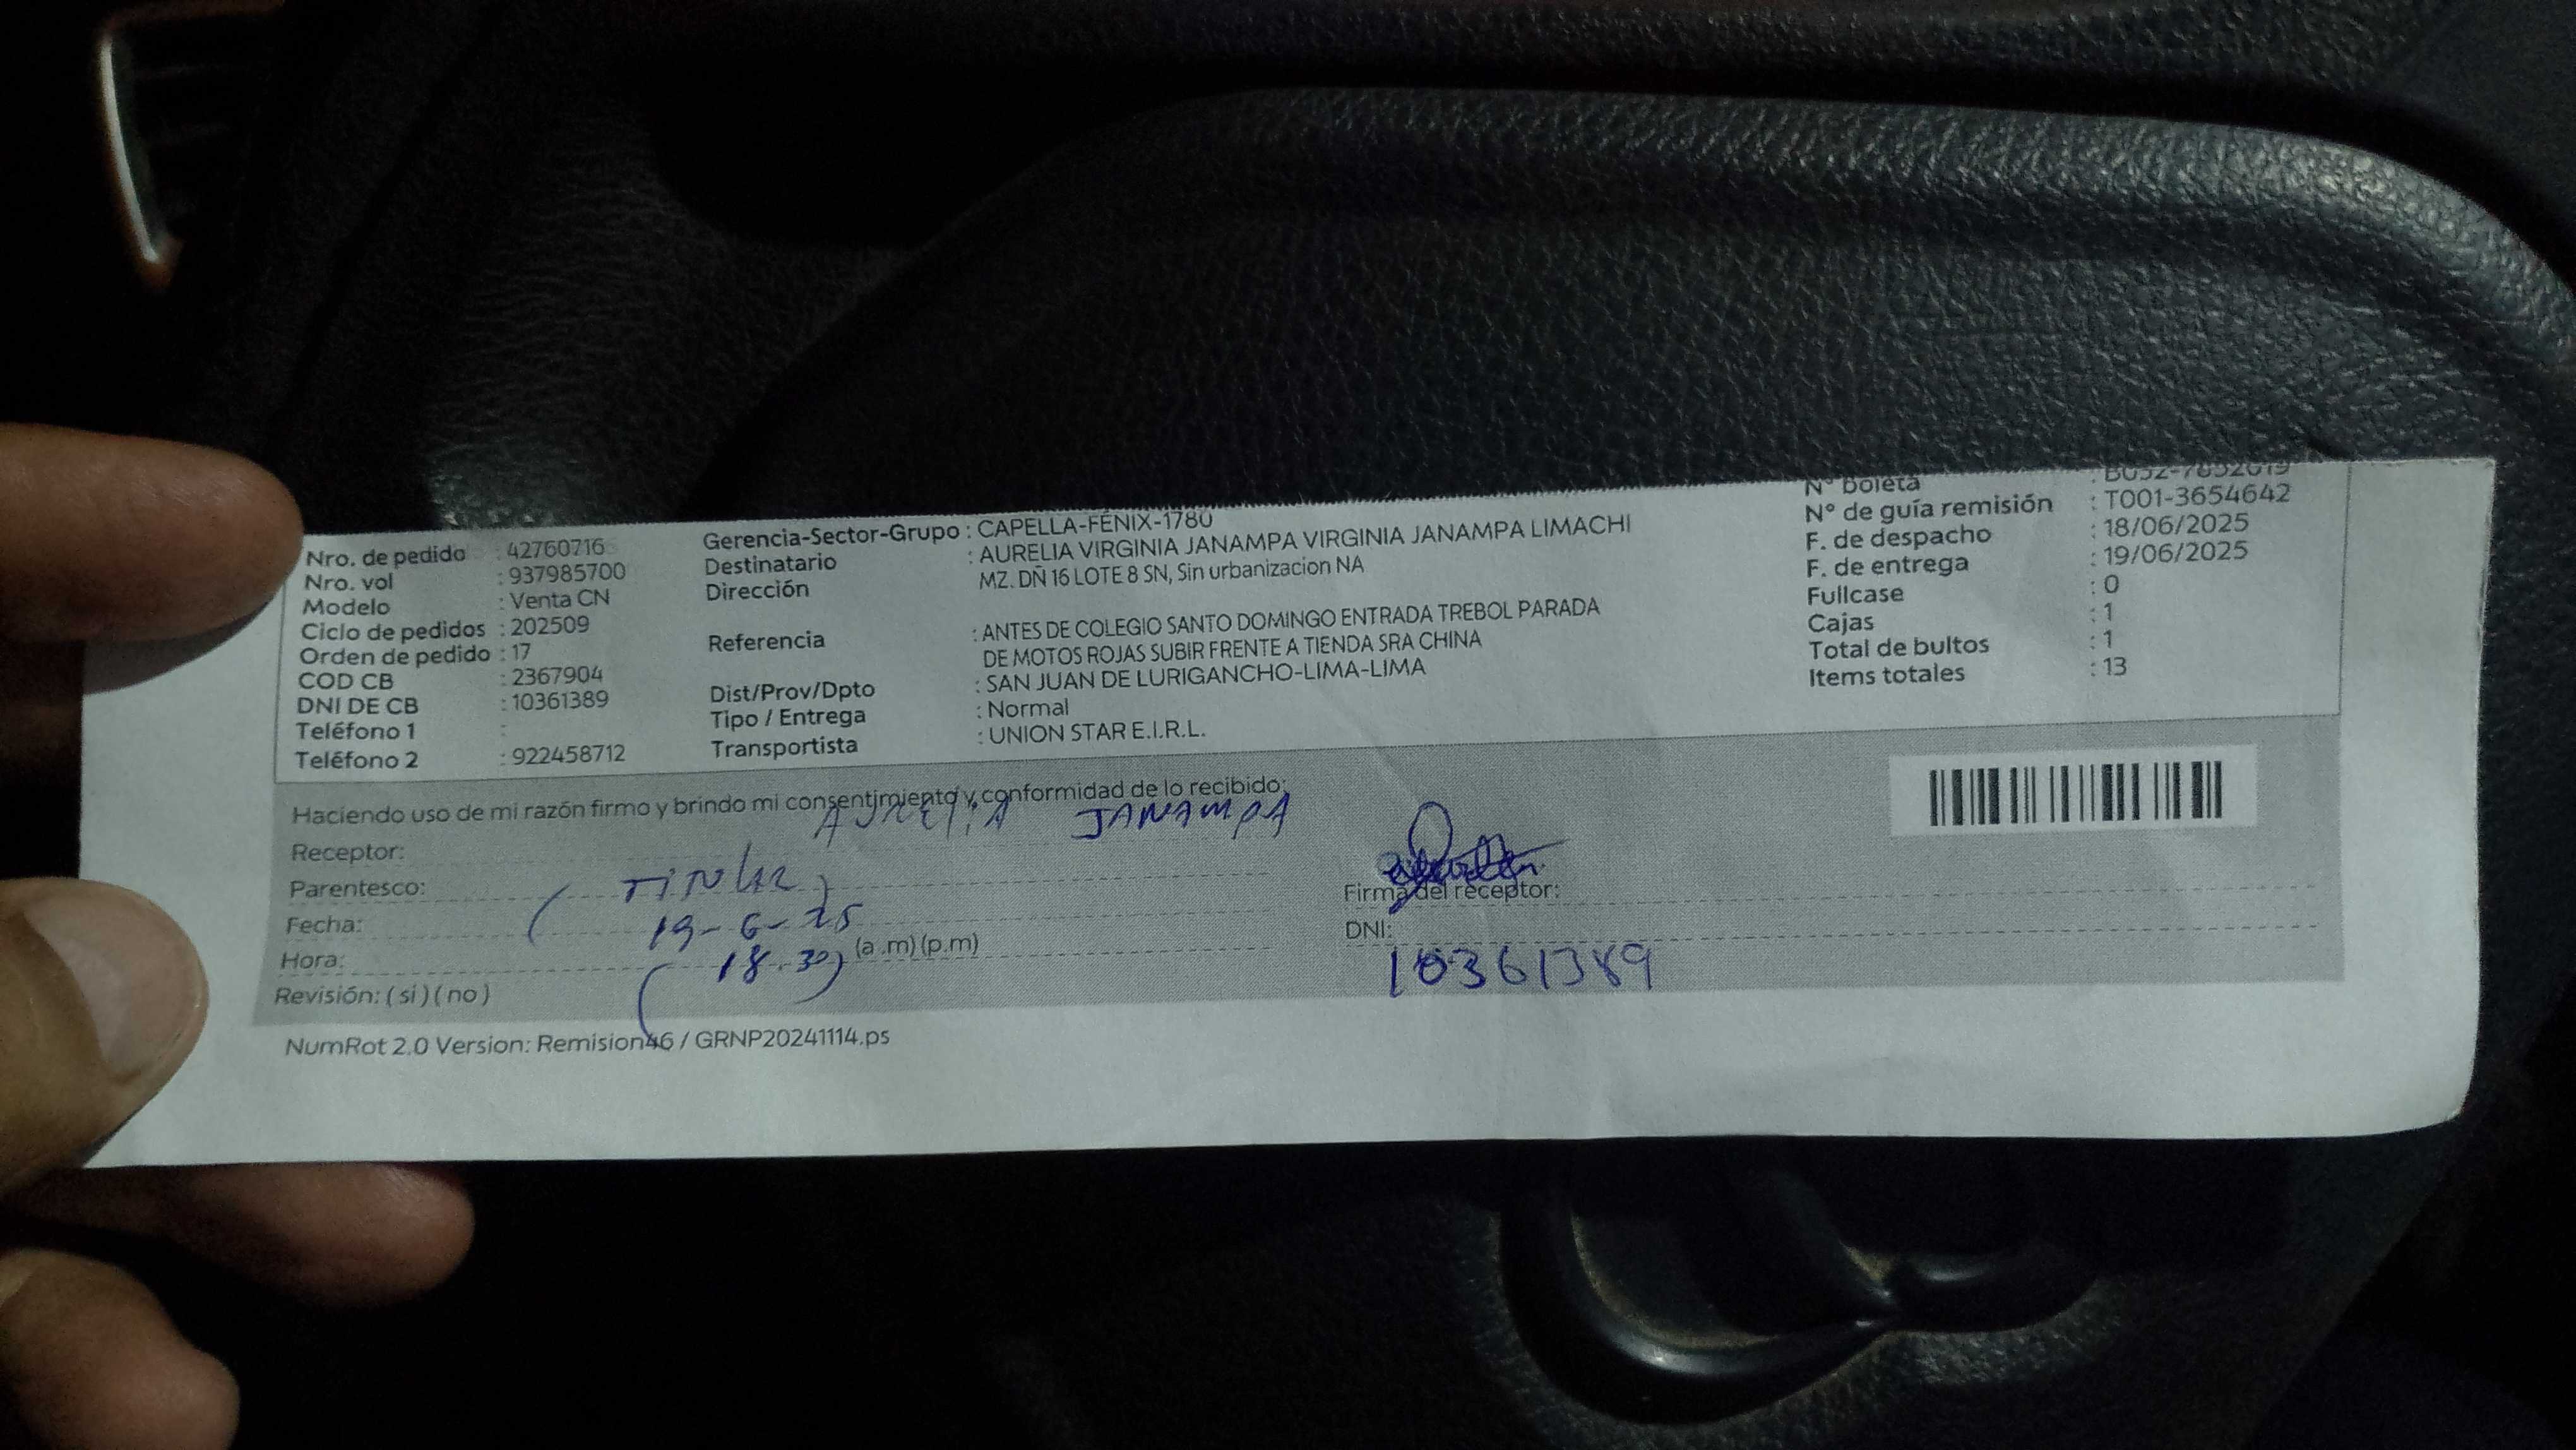 Nro. de pedido : 42760716
Nro. vol : 937985700
Modelo : Venta CN
Ciclo de pedidos : 202509
Orden de pedido : 17
COD CB : 2367904
DNI DE CB : 10361389
Teléfono 1 :
Teléfono 2 : 922458712
Gerencia-Sector-Grupo : CAPELLA-FÉNIX-1780
Destinatario : AURELIA VIRGINIA JANAMPA VIRGINIA JANAMPA LIMACHI
Dirección MZ. DÑ 16 LOTE 8 SN, Sin urbanizacion NA
Referencia : ANTES DE COLEGIO SANTO DOMINGO ENTRADA TREBOL PARADA
DE MOTOS ROJAS SUBIR FRENTE A TIENDA SRA CHINA
Dist/Prov/Dpto : SAN JUAN DE LURIGANCHO-LIMA-LIMA
Tipo / Entrega : Normal
Transportista : UNION STAR E.I.R.L.
N° boleta : B032-7852619
N° de guía remisión : T001-3654642
F. de despacho : 18/06/2025
F. de entrega : 19/06/2025
Fullcase : 0
Cajas : 1
Total de bultos : 1
Items totales : 13
Haciendo uso de mi razón firmo y brindo mi consentimiento y conformidad de lo recibido:
Receptor: AURELIA JANAMPA
Parentesco: ( TITULAR )
Fecha: 19-6-25
Hora: (18.30) (a .m) (p.m)
Revisión: ( si ) ( no )
Firma del receptor:
DNI: 10361389
NumRot 2.0 Version: Remision46 / GRNP20241114.ps